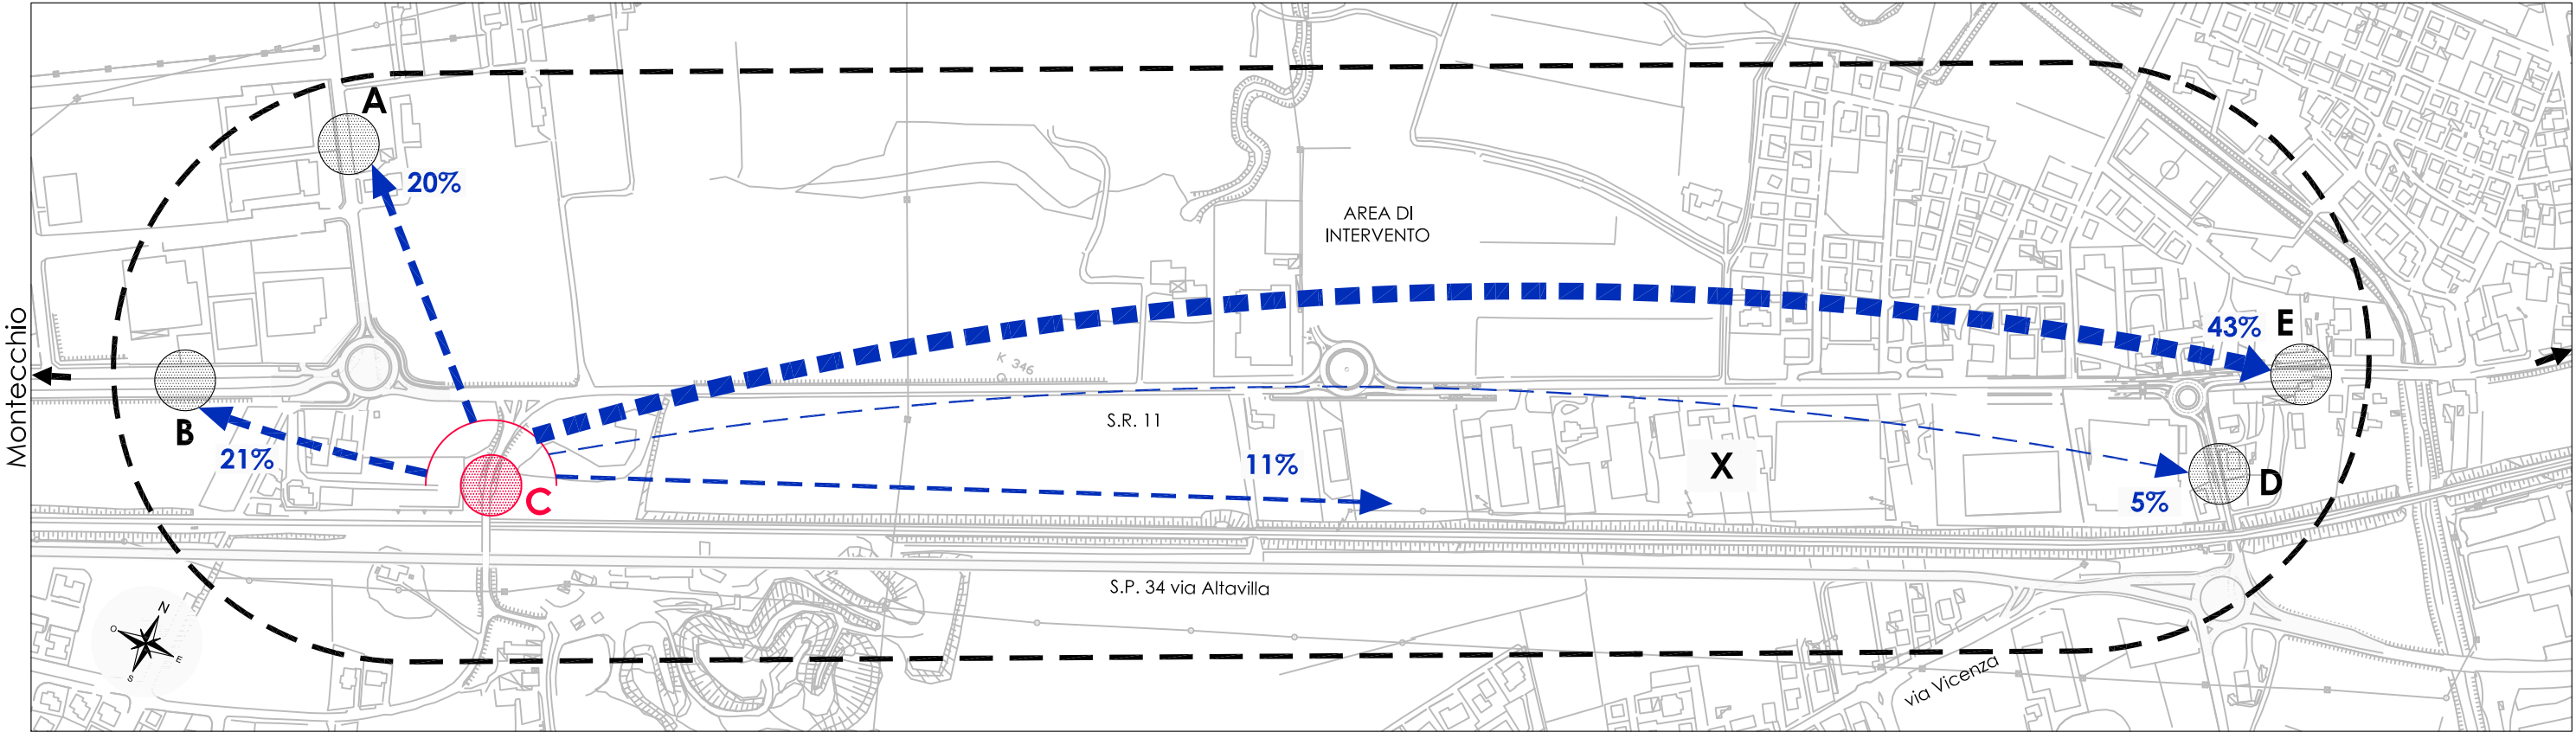 A
20%
AREA DI
INTERVENTO
Montecchio
43%
E
K 346
B
21%
S.R. 11
11%
X
C
D
5%
S.P. 34 via Altavilla
via Vicenza
N
O
E
S